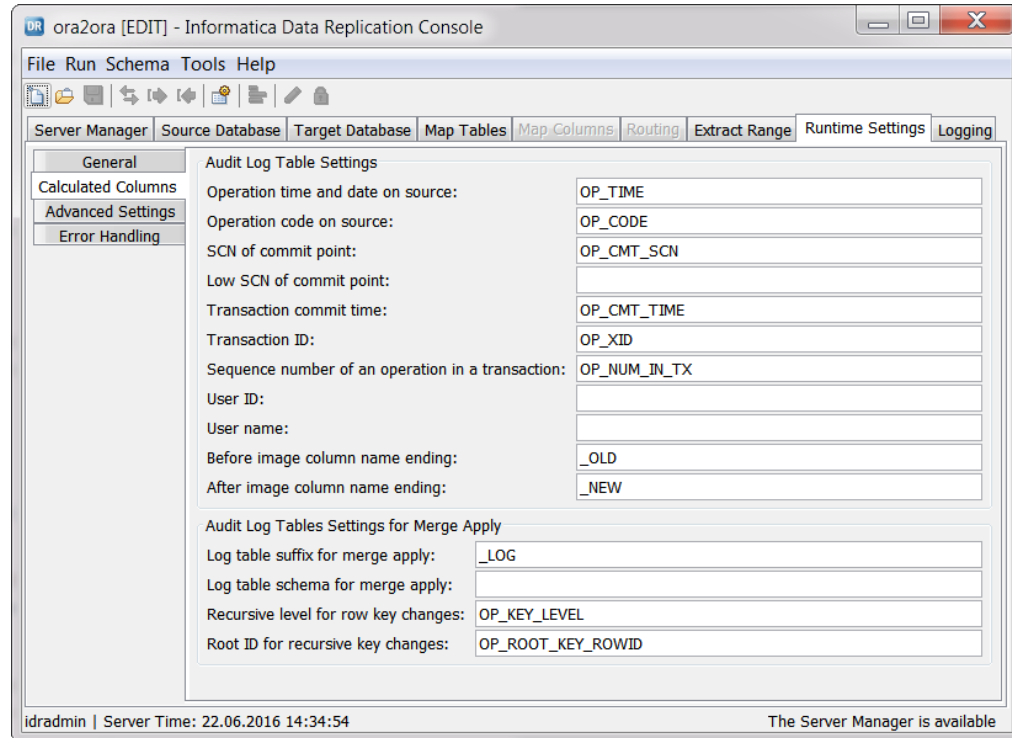 DR ora2ora [EDIT] - Informatica Data Replication Console
File Run Schema Tools Help
Server Manager Source Database Target Database Map Tables Map Columns Routing Extract Range Runtime Settings Logging
General
Calculated Columns
Advanced Settings
Error Handling
Audit Log Table Settings
Operation time and date on source: OP_TIME
Operation code on source: OP_CODE
SCN of commit point: OP_CMT_SCN
Low SCN of commit point:
Transaction commit time: OP_CMT_TIME
Transaction ID: OP_XID
Sequence number of an operation in a transaction: OP_NUM_IN_TX
User ID:
User name:
Before image column name ending: _OLD
After image column name ending: _NEW
Audit Log Tables Settings for Merge Apply
Log table suffix for merge apply: _LOG
Log table schema for merge apply:
Recursive level for row key changes: OP_KEY_LEVEL
Root ID for recursive key changes: OP_ROOT_KEY_ROWID
idradmin | Server Time: 22.06.2016 14:34:54 The Server Manager is available